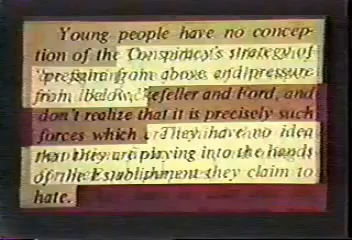 Young people have no concep-
tion of the Conspiracy's strategy of
pressure from above and pressure
from below
efeller and Ford, and
don't realize that it is precisely such
forces which
They have no idea
that they are playing into the hands
of the Establishment they claim to
hate.